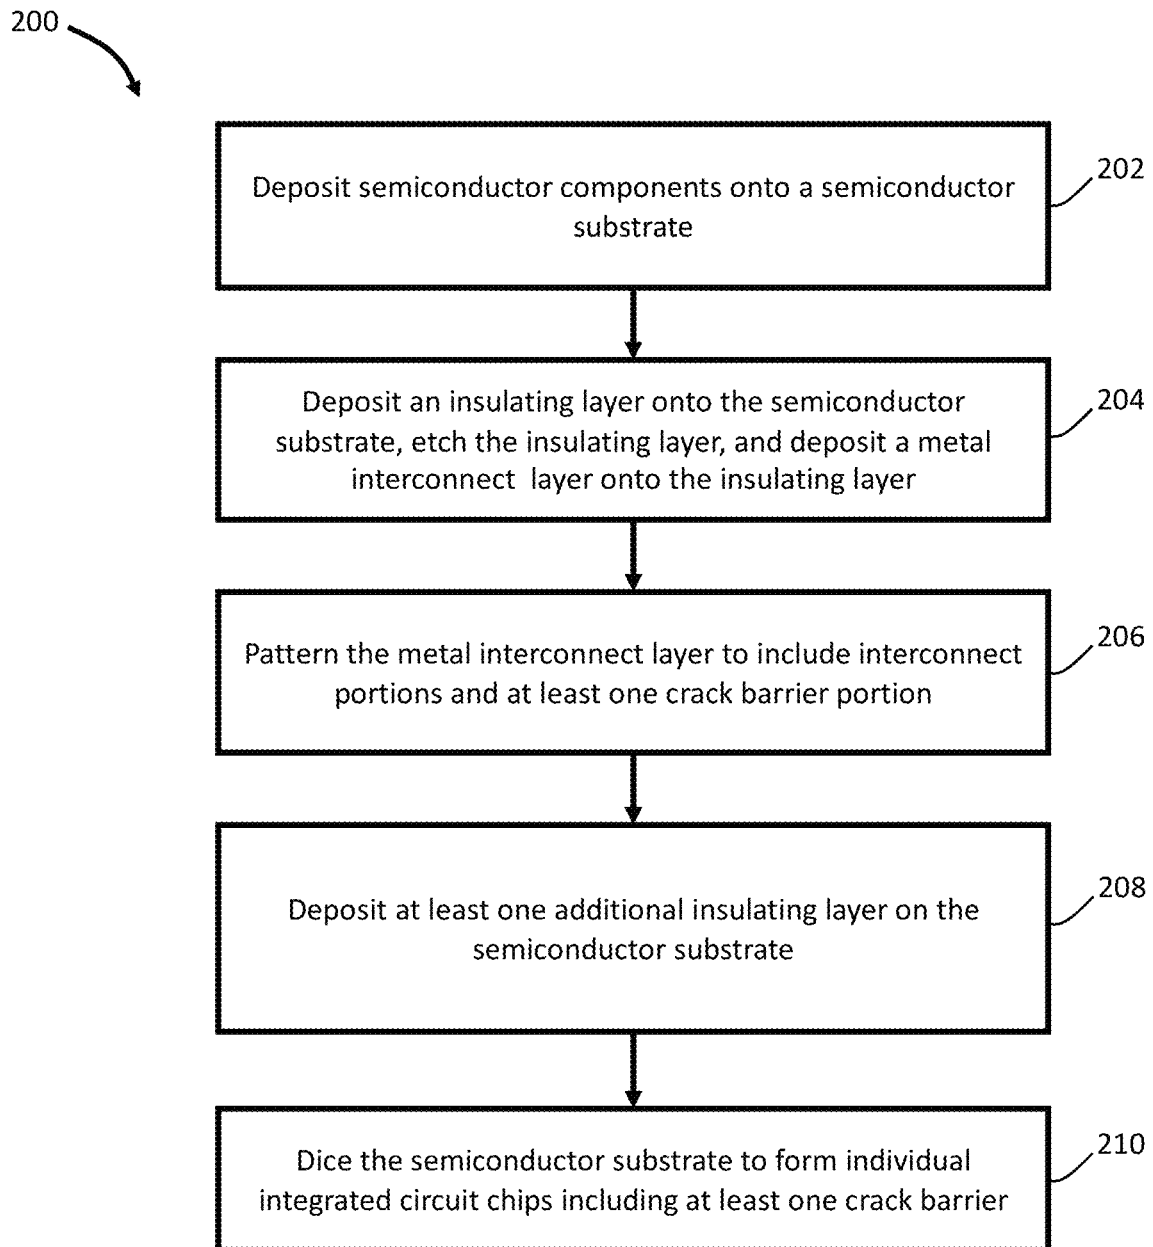 200
Deposit semiconductor components onto a semiconductor
substrate
202
Deposit an insulating layer onto the semiconductor
substrate, etch the insulating layer, and deposit a metal
interconnect  layer onto the insulating layer
204
Pattern the metal interconnect layer to include interconnect
portions and at least one crack barrier portion
206
Deposit at least one additional insulating layer on the
semiconductor substrate
208
Dice the semiconductor substrate to form individual
integrated circuit chips including at least one crack barrier
210